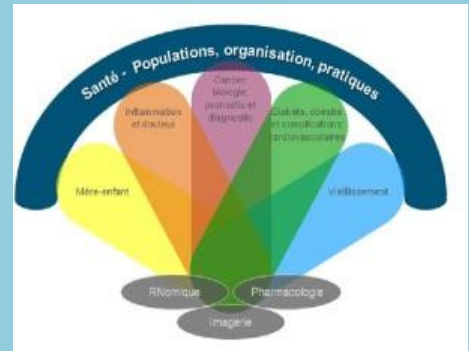 Santé - Populations, organisation, pratiques
Cancer:
biologie,
pronostic et
diagnostic
Inflammation
et douleur
Diabète, obésité
et complications
cardiovasculaires
Mère-enfant
Vieillissement
RNomique
Pharmacologie
Imagerie